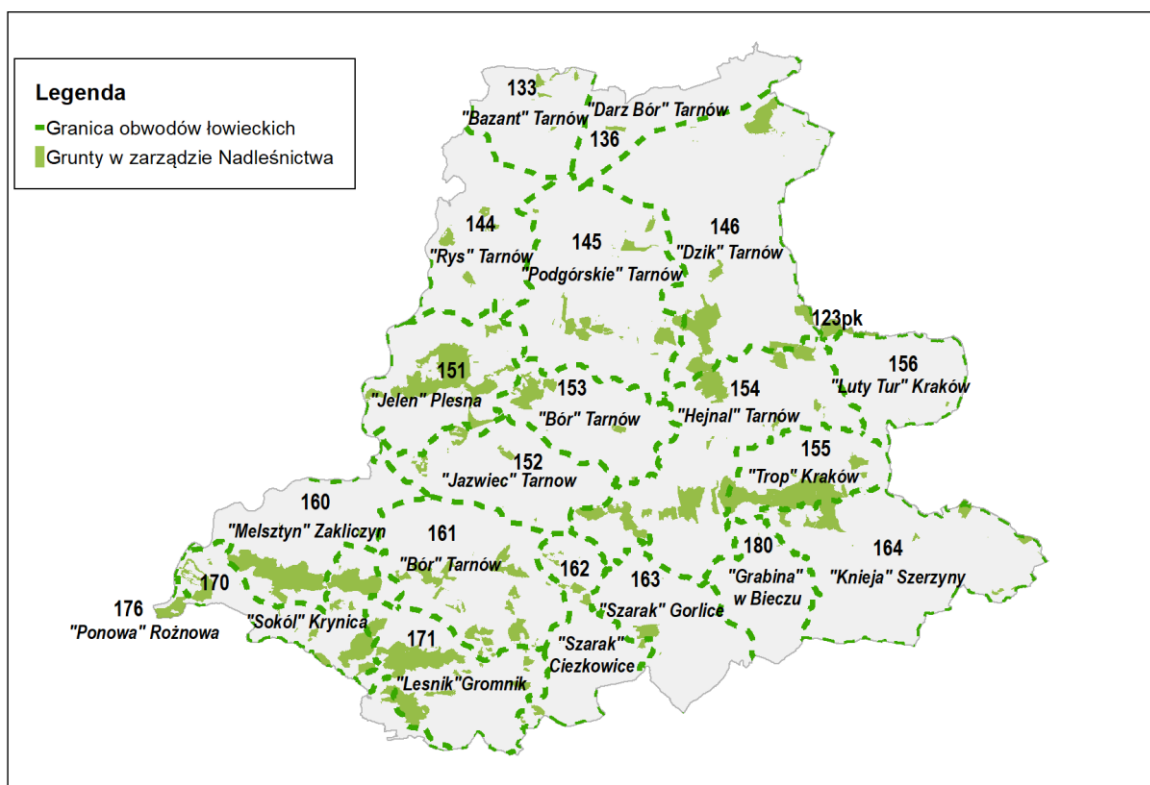 Legenda
Granica obwodów łowieckich
Grunty w zarządzie Nadleśnictwa
133
"Bazant" Tarnów
"Darz Bór" Tarnów
136
144
"Rys" Tarnów
145
"Podgórskie" Tarnów
146
"Dzik" Tarnów
123pk
156
"Luty Tur" Kraków
151
"Jelen" Plesna
153
"Bór" Tarnów
154
"Hejnal" Tarnów
152
"Jazwiec" Tarnow
155
"Trop" Kraków
160
"Melsztyn" Zakliczyn
161
"Bór" Tarnów
162
163
"Szarak" Gorlice
180
"Grabina"
w Bieczu
164
"Knieja" Szerzyny
170
176
"Ponowa" Rożnowa
"Sokól" Krynica
171
"Lesnik"Gromnik
"Szarak"
Ciezkowice